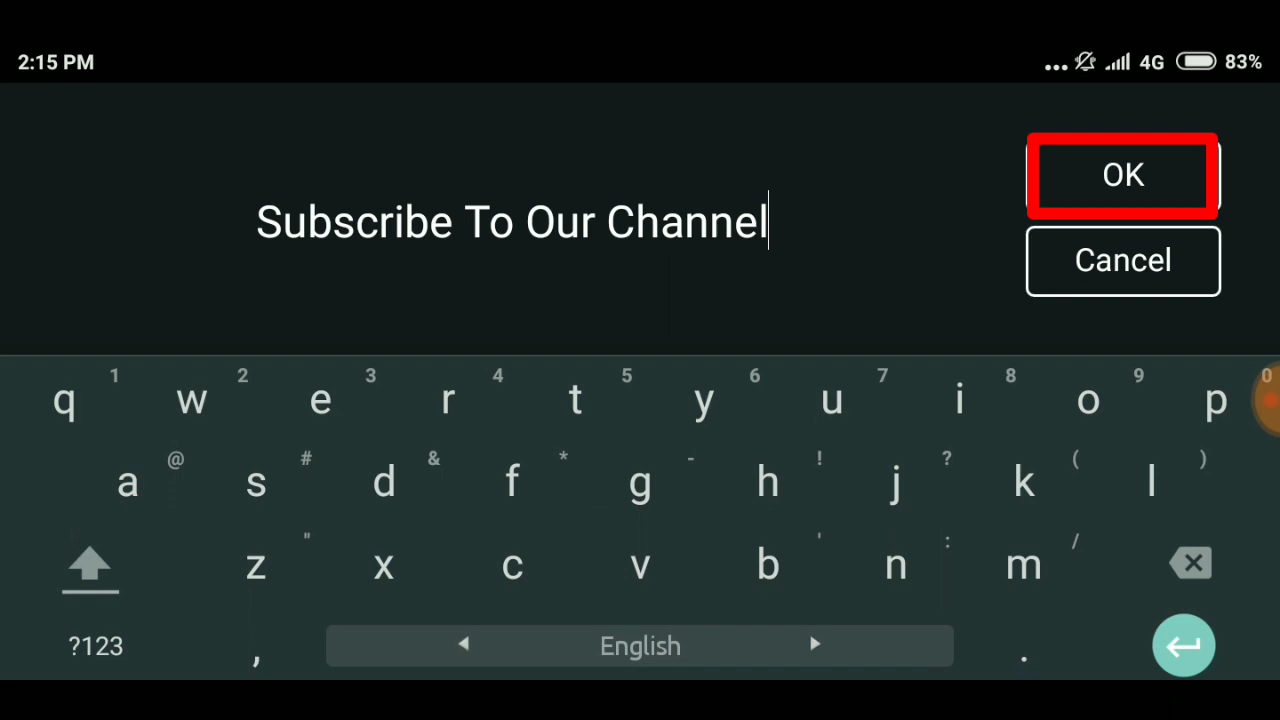 2:15 PM
... 4G 83%
OK
Subscribe To Our Channel
Cancel
1 2 3 4 5 6 7 8 9 0
q w e r t y u i o p
@ # & * - ! ? ( )
a s d f g h j k l
" ' : /
z x c v b n m
?123 , English .